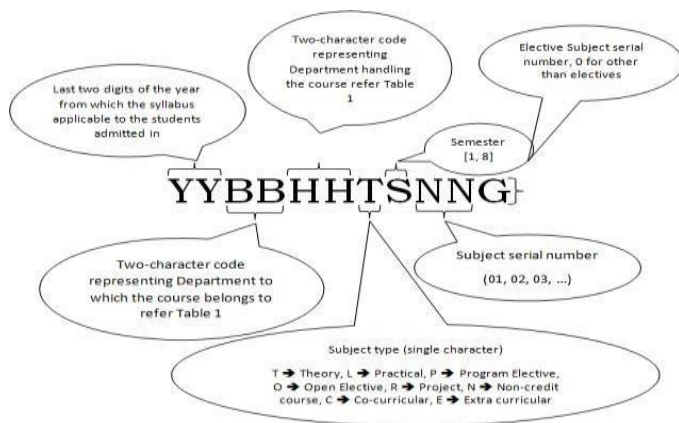 Two-character code
representing
Department handling
the course refer Table
1
Elective Subject serial
number, 0 for other
than electives
Last two digits of the year
from which the syllabus
applicable to the students
admitted in
Semester
[1, 8]
YYBBHHTSNNG
Two-character code
representing Department to
which the course belongs to
refer Table 1
Subject serial number
(01, 02, 03, ...)
Subject type (single character)
T ➔ Theory, L ➔ Practical, P ➔ Program Elective,
O ➔ Open Elective, R ➔ Project, N ➔ Non-credit
course, C ➔ Co-curricular, E ➔ Extra curricular